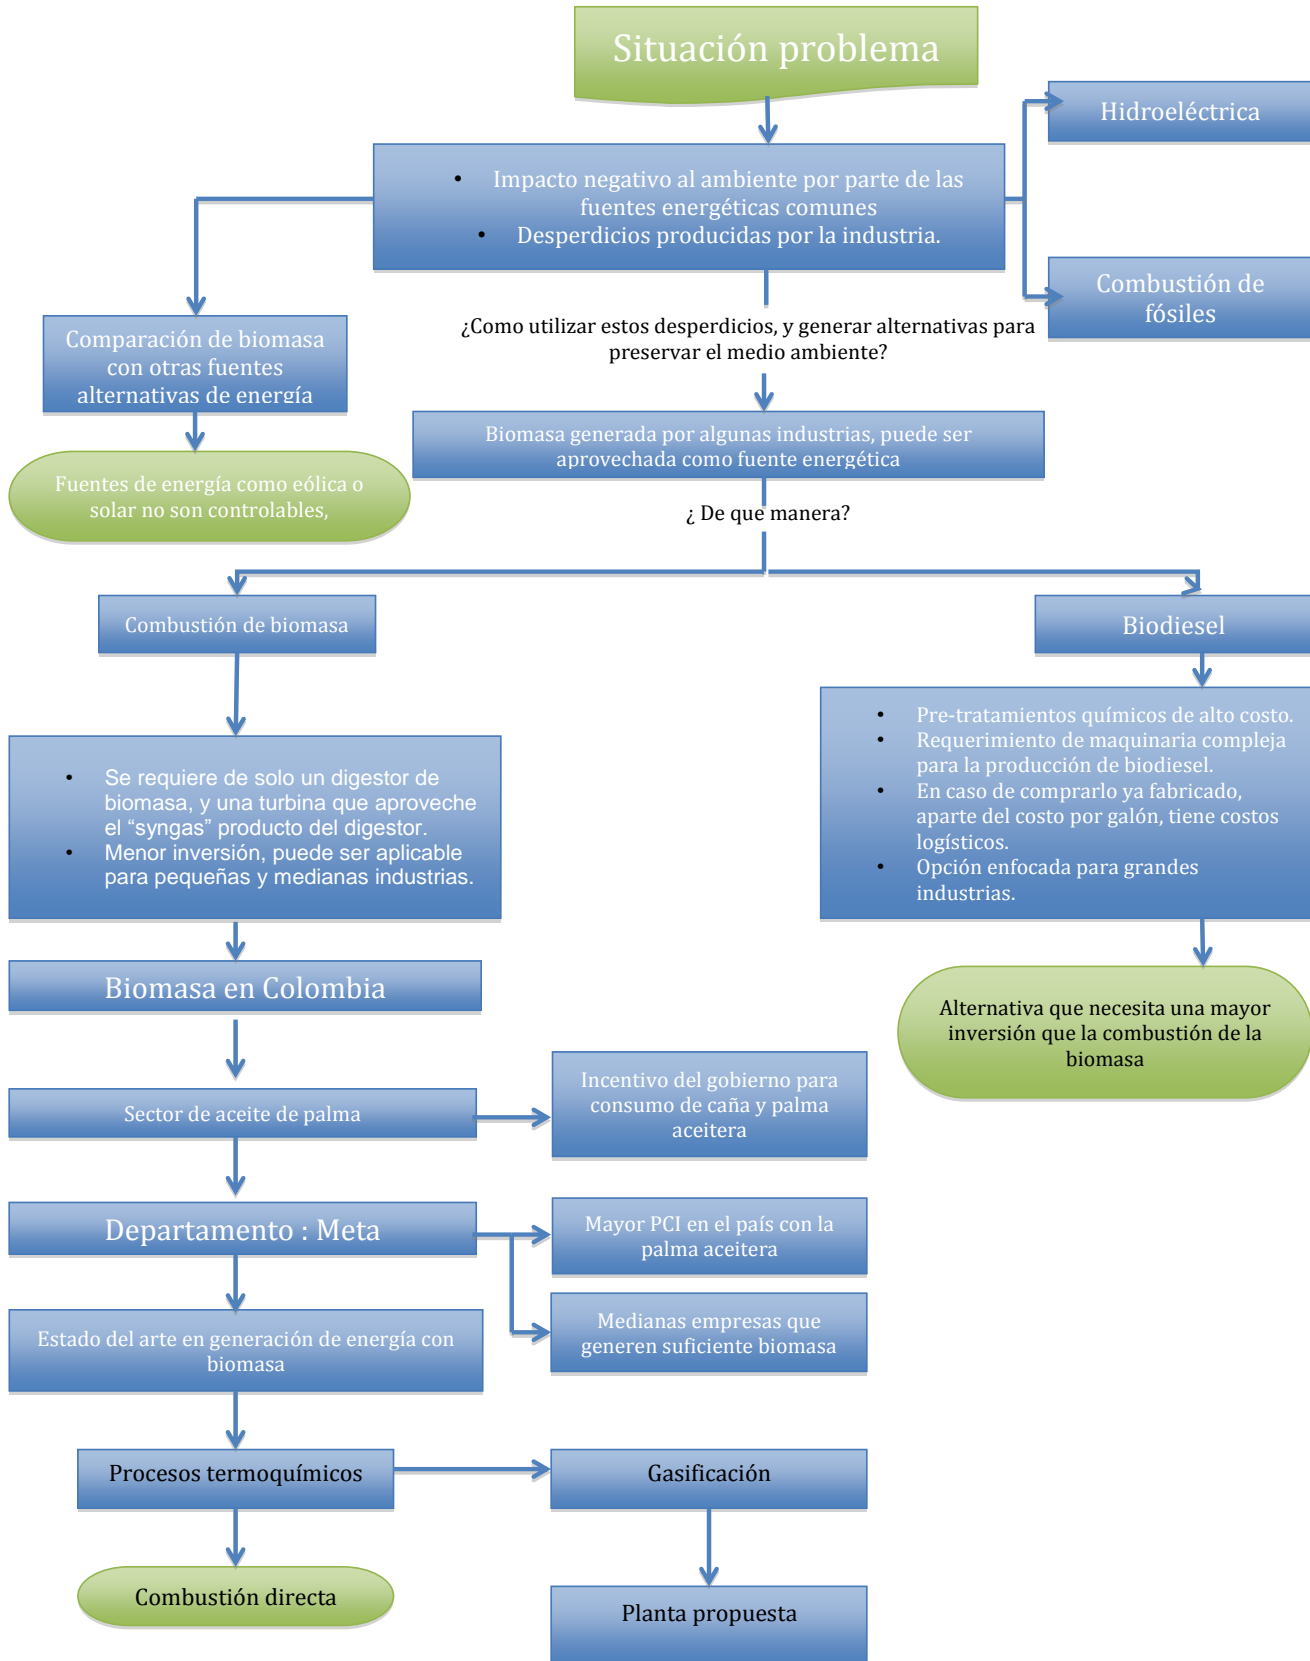 Situación problema
Hidroeléctrica
• Impacto negativo al ambiente por parte de las
fuentes energéticas comunes
• Desperdicios producidas por la industria.
Combustión de
fósiles
¿Como utilizar estos desperdicios, y generar alternativas para
preservar el medio ambiente?
Comparación de biomasa
con otras fuentes
alternativas de energía
Biomasa generada por algunas industrias, puede ser
aprovechada como fuente energética
Fuentes de energía como eólica o
solar no son controlables,
¿ De que manera?
Combustión de biomasa
Biodiesel
• Se requiere de solo un digestor de
biomasa, y una turbina que aproveche
el “syngas” producto del digestor.
• Menor inversión, puede ser aplicable
para pequeñas y medianas industrias.
• Pre-tratamientos químicos de alto costo.
• Requerimiento de maquinaria compleja
para la producción de biodiesel.
• En caso de comprarlo ya fabricado,
aparte del costo por galón, tiene costos
logísticos.
• Opción enfocada para grandes
industrias.
Biomasa en Colombia
Alternativa que necesita una mayor
inversión que la combustión de la
biomasa
Sector de aceite de palma
Incentivo del gobierno para
consumo de caña y palma
aceitera
Departamento : Meta
Mayor PCI en el país con la
palma aceitera
Medianas empresas que
generen suficiente biomasa
Estado del arte en generación de energía con
biomasa
Procesos termoquímicos
Gasificación
Combustión directa
Planta propuesta